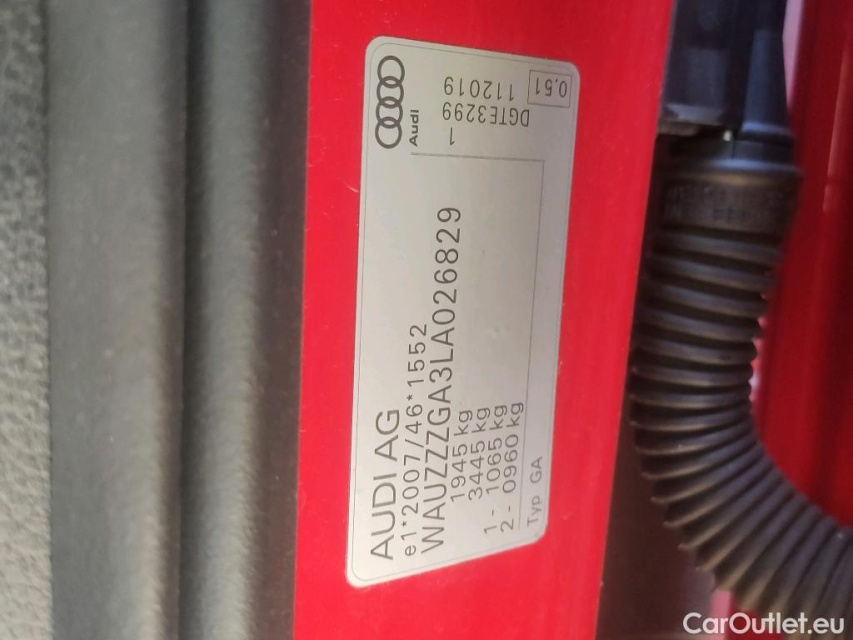 AUDI AG
e1*2007/46*1552
WAUZZZGA3LA026829
1945 kg
3445 kg
1 - 1065 kg
2 - 0960 kg
Typ GA
Audi
1
DGTE3299
112019
0.51
CarOutlet.eu